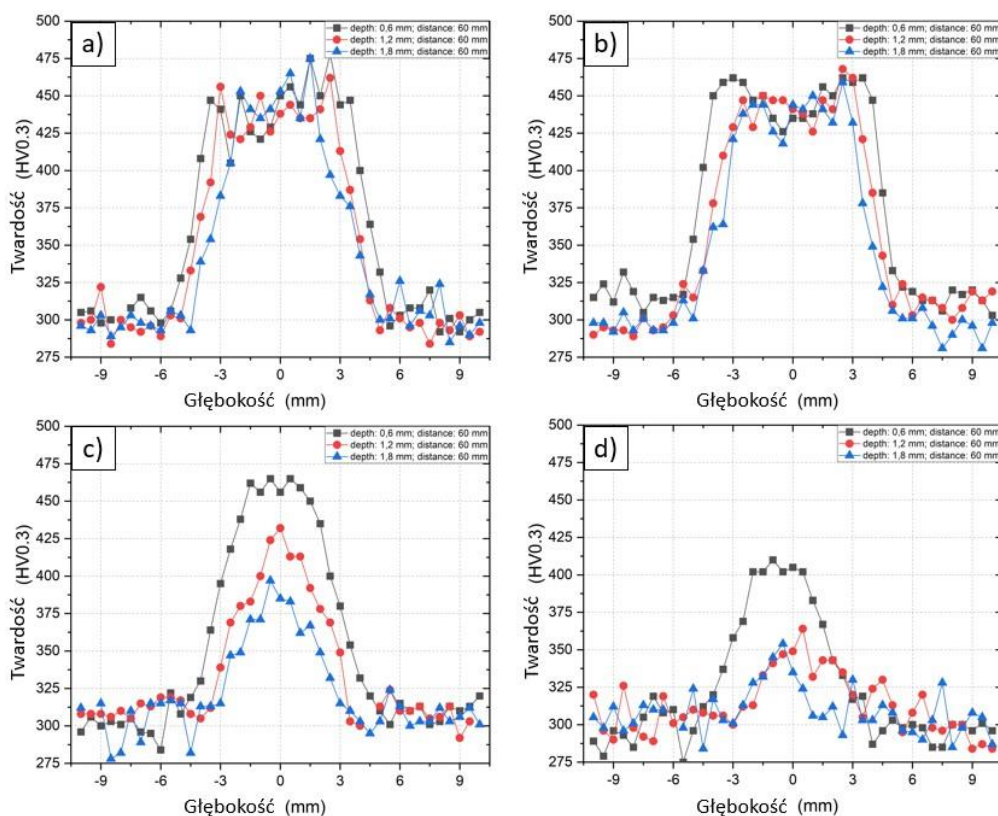 a)
depth: 0,6 mm; distance: 60 mm
depth: 1,2 mm; distance: 60 mm
depth: 1,8 mm; distance: 60 mm
500
475
450
425
400
375
350
325
300
275
Twardość (HV0.3)
-9 -6 -3 0 3 6 9
Głębokość (mm)
b)
depth: 0,6 mm; distance: 60 mm
depth: 1,2 mm; distance: 60 mm
depth: 1,8 mm; distance: 60 mm
500
475
450
425
400
375
350
325
300
275
Twardość (HV0.3)
-9 -6 -3 0 3 6 9
Głębokość (mm)
c)
depth: 0,6 mm; distance: 60 mm
depth: 1,2 mm; distance: 60 mm
depth: 1,8 mm; distance: 60 mm
500
475
450
425
400
375
350
325
300
275
Twardość (HV0.3)
-9 -6 -3 0 3 6 9
Głębokość (mm)
d)
depth: 0,6 mm; distance: 60 mm
depth: 1,2 mm; distance: 60 mm
depth: 1,8 mm; distance: 60 mm
500
475
450
425
400
375
350
325
300
275
Twardość (HV0.3)
-9 -6 -3 0 3 6 9
Głębokość (mm)